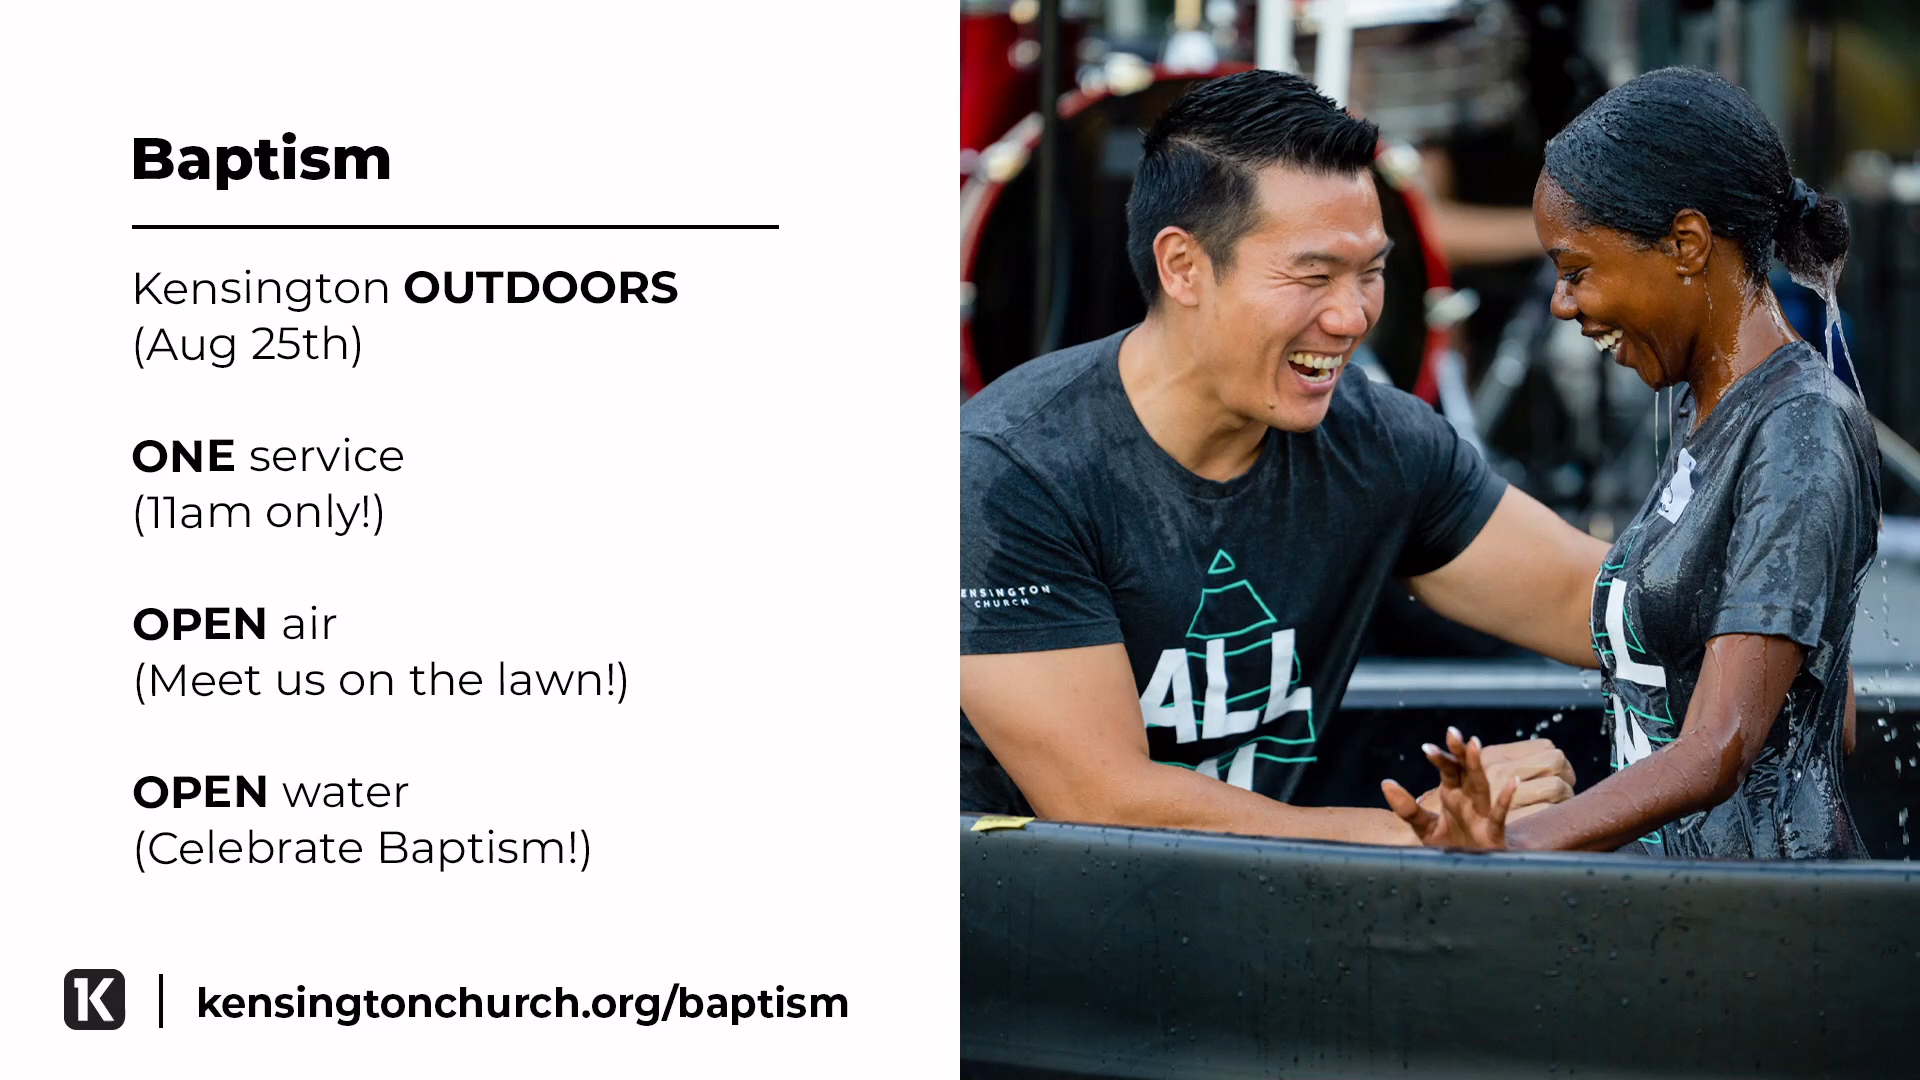 Baptism
Kensington OUTDOORS
(Aug 25th)
ONE service
(11am only!)
OPEN air
(Meet us on the lawn!)
OPEN water
(Celebrate Baptism!)
K
kensingtonchurch.org/baptism
ENSINGTON
CHURCH
ALL